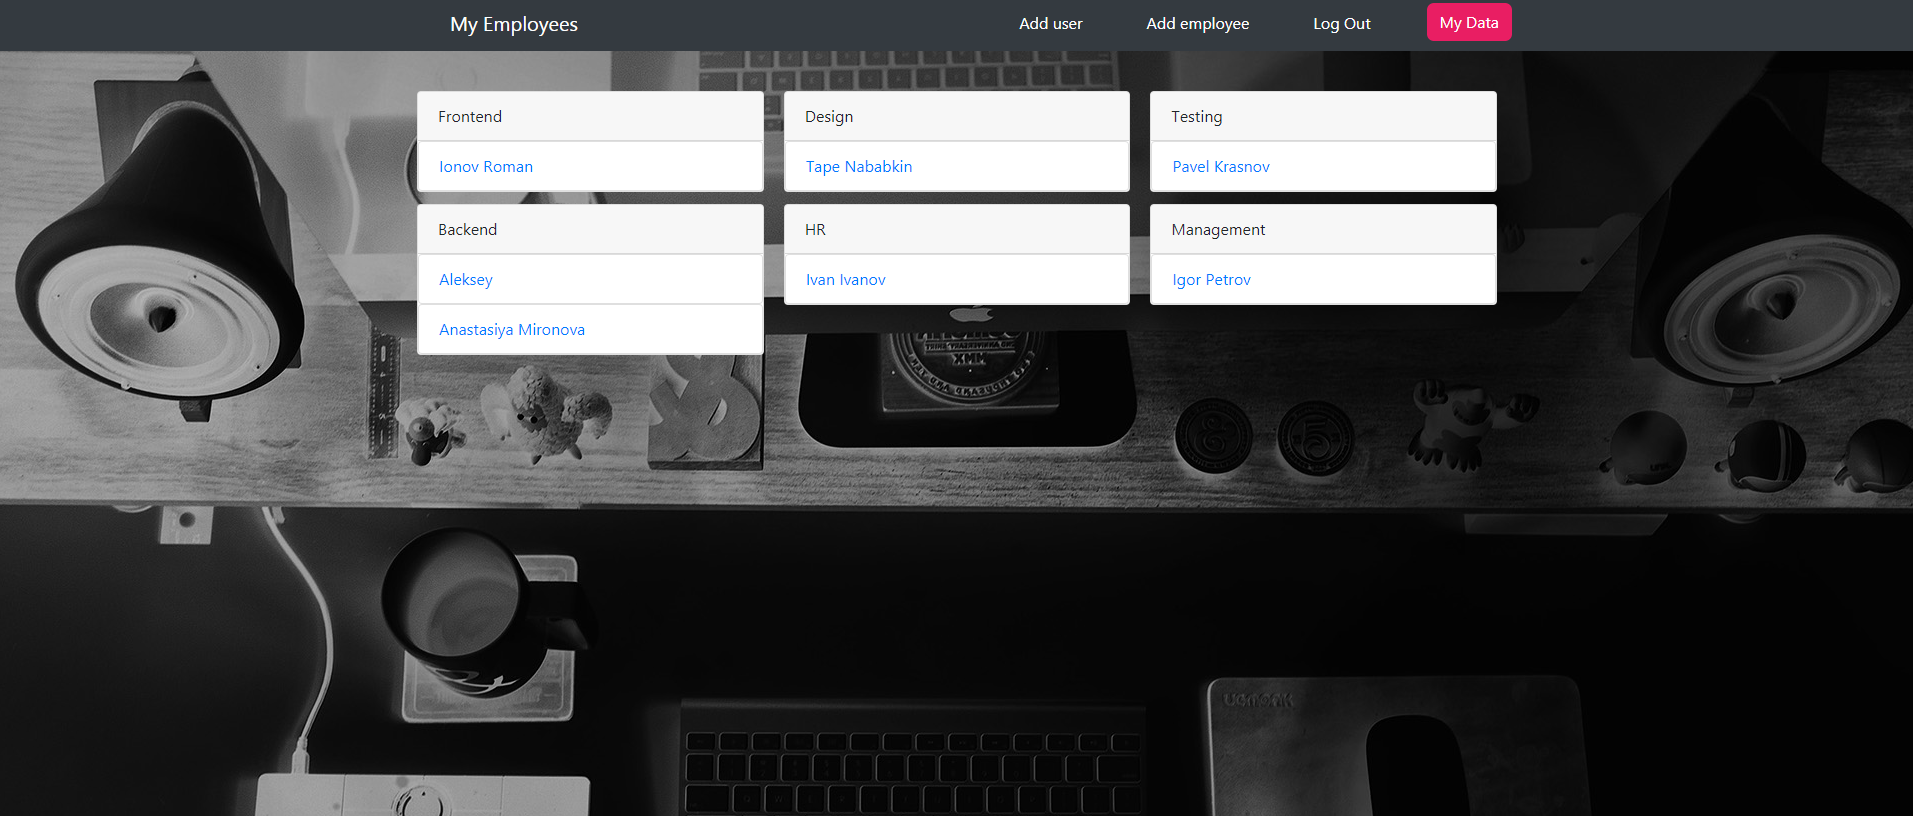 My Employees
Add user
Add employee
Log Out
My Data
Frontend
Ionov Roman
Design
Tape Nababkin
Testing
Pavel Krasnov
Backend
Aleksey
Anastasiya Mironova
HR
Ivan Ivanov
Management
Igor Petrov
UGMONK